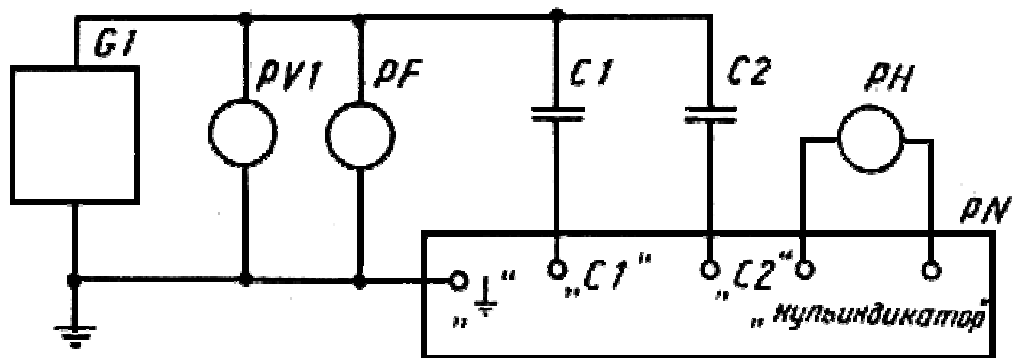 G1
PV1
PF
C1
C2
PH
PN
„⏚“
„C1“
„C2“
„нульиндикатор“